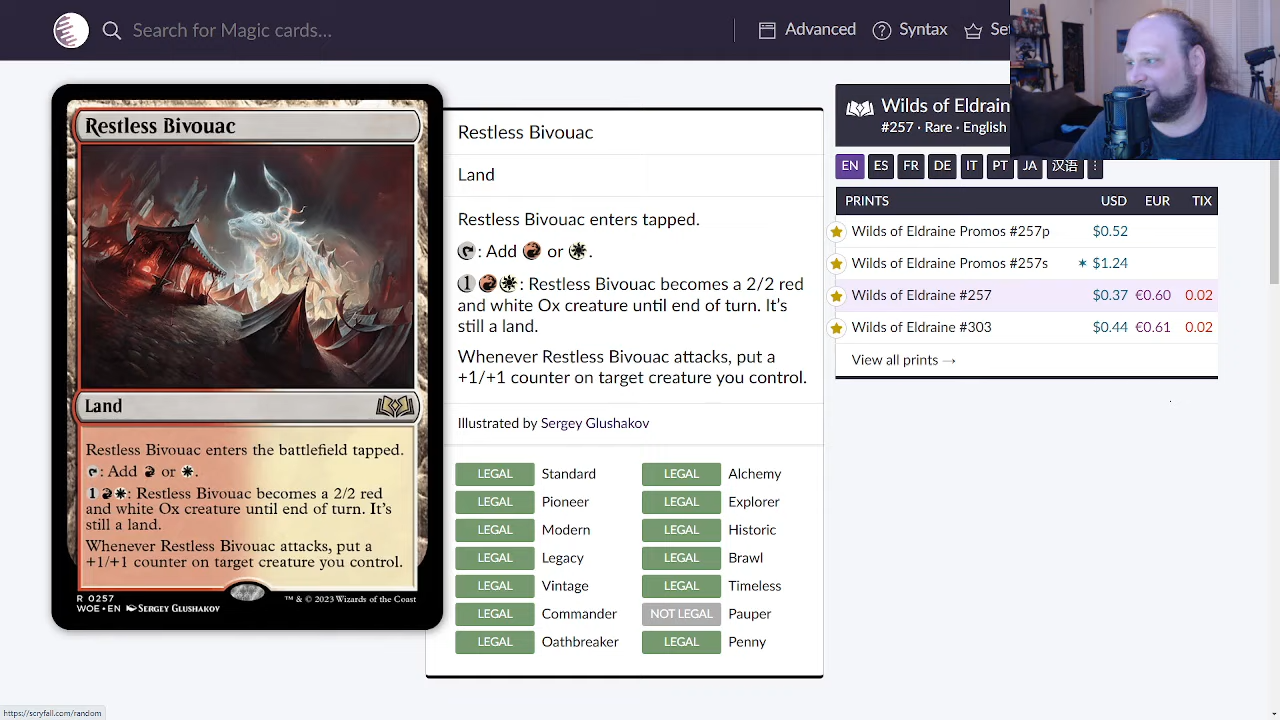 Search for Magic cards...
Advanced
Syntax
Restless Bivouac
Land
Restless Bivouac enters the battlefield tapped.
: Add or .
1 : Restless Bivouac becomes a 2/2 red
and white Ox creature until end of turn. It's
still a land.
Whenever Restless Bivouac attacks, put a
+1/+1 counter on target creature you control.
R 0257
WOE • EN SERGEY GLUSHAKOV
™ & © 2023 Wizards of the Coast
Restless Bivouac
Land
Restless Bivouac enters tapped.
: Add or .
1 : Restless Bivouac becomes a 2/2 red
and white Ox creature until end of turn. It's
still a land.
Whenever Restless Bivouac attacks, put a
+1/+1 counter on target creature you control.
Illustrated by Sergey Glushakov
LEGAL Standard LEGAL Alchemy
LEGAL Pioneer LEGAL Explorer
LEGAL Modern LEGAL Historic
LEGAL Legacy LEGAL Brawl
LEGAL Vintage LEGAL Timeless
LEGAL Commander NOT LEGAL Pauper
LEGAL Oathbreaker LEGAL Penny
Wilds of Eldrain
#257 · Rare · English
EN ES FR DE IT PT JA 汉语
PRINTS USD EUR TIX
Wilds of Eldraine Promos #257p $0.52
Wilds of Eldraine Promos #257s $1.24
Wilds of Eldraine #257 $0.37 €0.60 0.02
Wilds of Eldraine #303 $0.44 €0.61 0.02
View all prints →
https://scryfall.com/random